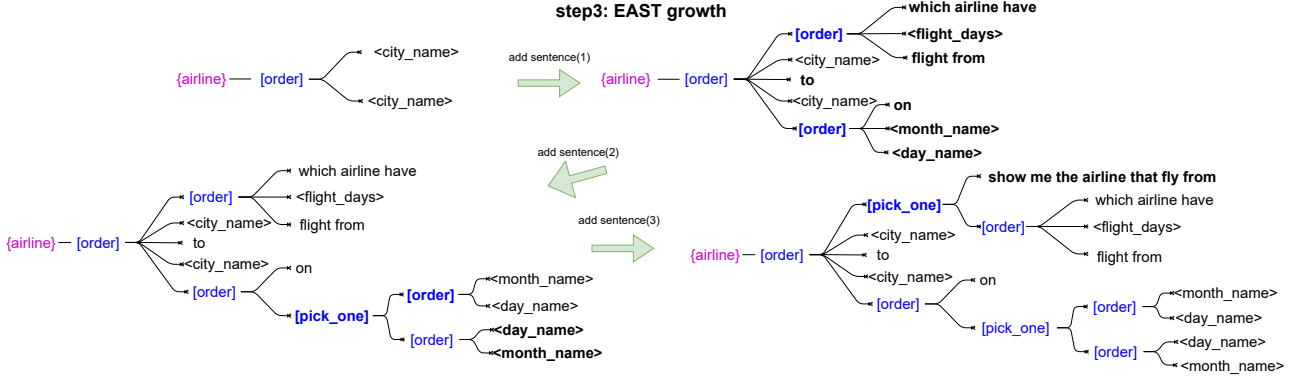 step3: EAST growth
{airline}
[order]
<city_name>
<city_name>
add sentence(1)
{airline}
[order]
[order]
which airline have
<flight_days>
flight from
<city_name>
to
<city_name>
[order]
on
<month_name>
<day_name>
add sentence(2)
{airline}
[order]
[order]
which airline have
<flight_days>
flight from
<city_name>
to
<city_name>
[order]
on
[pick_one]
[order]
<month_name>
<day_name>
[order]
<day_name>
<month_name>
add sentence(3)
{airline}
[order]
[pick_one]
show me the airline that fly from
[order]
which airline have
<flight_days>
flight from
<city_name>
to
<city_name>
[order]
on
[pick_one]
[order]
<month_name>
<day_name>
[order]
<day_name>
<month_name>